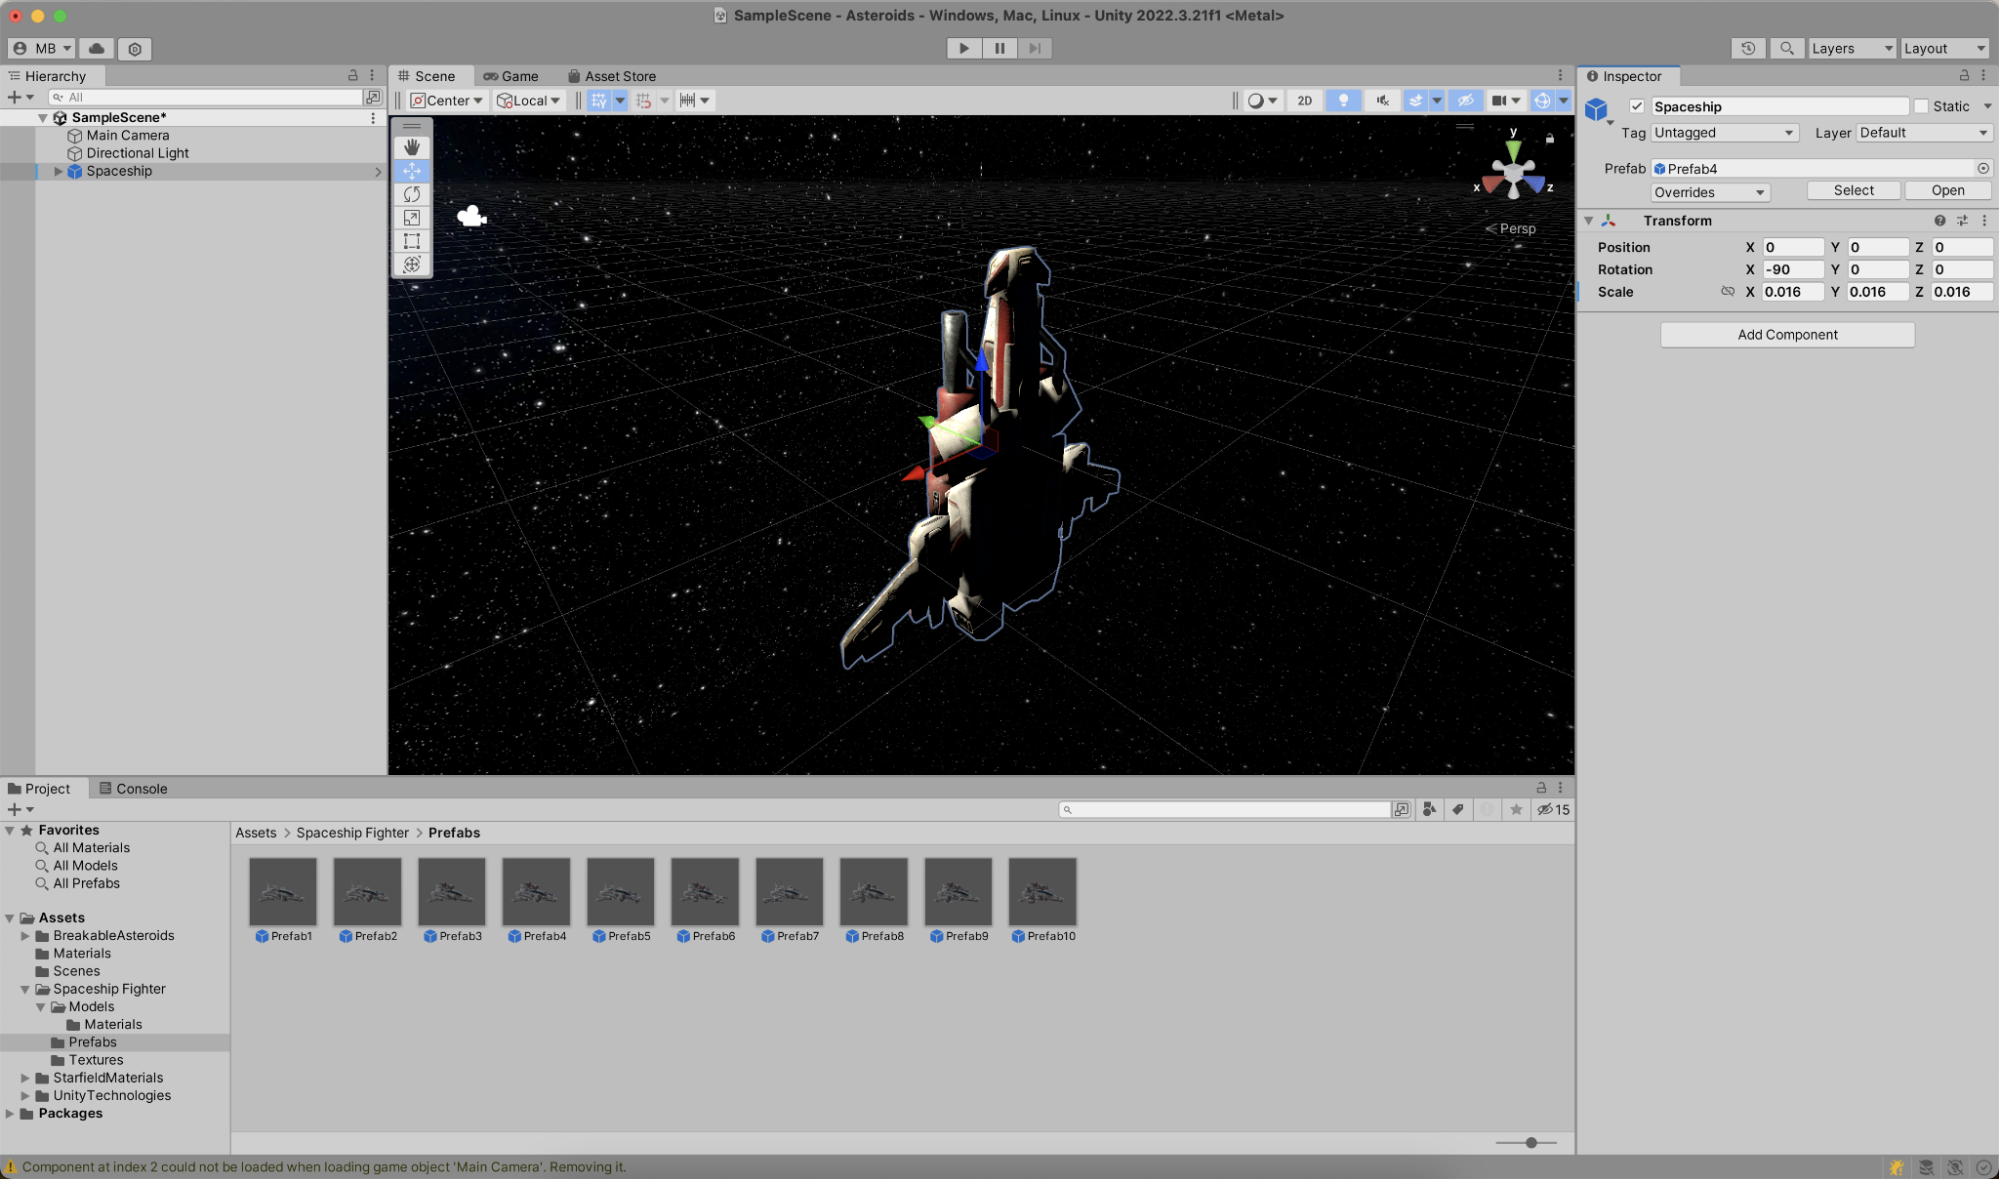 SampleScene - Asteroids - Windows, Mac, Linux - Unity 2022.3.21f1 <Metal>
MB
Layers
Layout
Hierarchy
All
SampleScene*
Main Camera
Directional Light
Spaceship
Scene
Game
Asset Store
Center
Local
2D
y
x
z
Persp
Inspector
Spaceship
Static
Tag Untagged
Layer Default
Prefab Prefab4
Overrides
Select
Open
Transform
Position X 0 Y 0 Z 0
Rotation X -90 Y 0 Z 0
Scale X 0.016 Y 0.016 Z 0.016
Add Component
Project
Console
15
Favorites
All Materials
All Models
All Prefabs
Assets
BreakableAsteroids
Materials
Scenes
Spaceship Fighter
Models
Materials
Prefabs
Textures
StarfieldMaterials
UnityTechnologies
Packages
Assets > Spaceship Fighter > Prefabs
Prefab1
Prefab2
Prefab3
Prefab4
Prefab5
Prefab6
Prefab7
Prefab8
Prefab9
Prefab10
Component at index 2 could not be loaded when loading game object 'Main Camera'. Removing it.